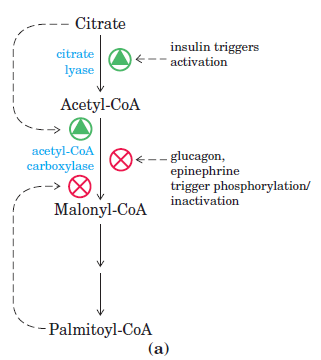 Citrate
citrate
lyase
insulin triggers
activation
Acetyl-CoA
acetyl-CoA
carboxylase
glucagon,
epinephrine
trigger phosphorylation/
inactivation
Malonyl-CoA
Palmitoyl-CoA
(a)